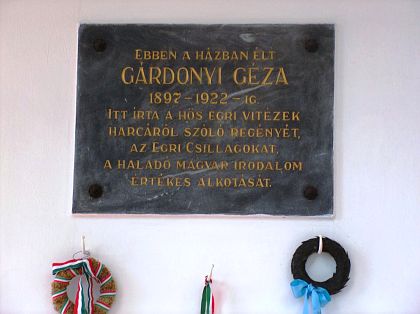 EBBEN A HÁZBAN ÉLT
GÁRDONYI GÉZA
1897-1922-IG.
ITT ÍRTA A HŐS EGRI VITÉZEK
HARCÁRÓL SZÓLÓ REGÉNYÉT,
AZ EGRI CSILLAGOKAT,
A HALADÓ MAGYAR IRODALOM
ÉRTÉKES ALKOTÁSÁT.